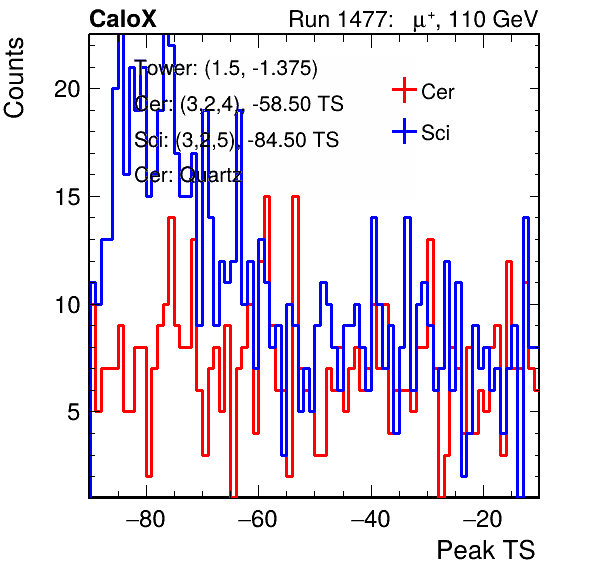 CaloX
Run 1477: μ⁺, 110 GeV
Counts
Tower: (1.5, -1.375)
Cer: (3,2,4), -58.50 TS
Sci: (3,2,5), -84.50 TS
Cer: Quartz
Cer
Sci
20
15
10
5
−80 −60 −40 −20
Peak TS